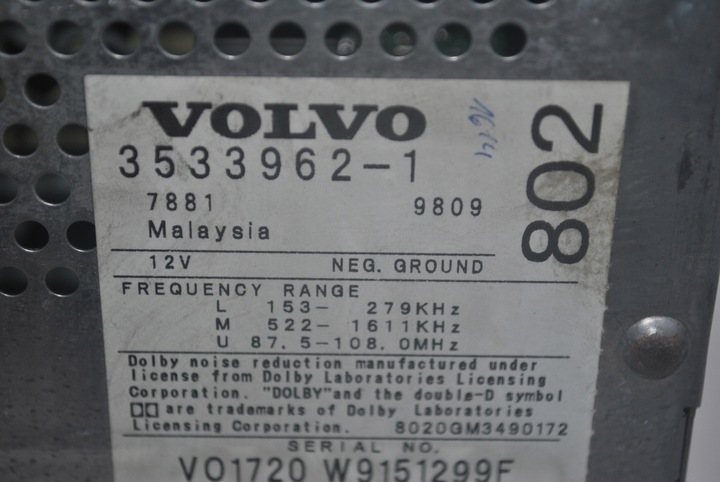 VOLVO
3533962-1
7881 9809
Malaysia
802
12V NEG. GROUND
FREQUENCY RANGE
L 153- 279KHz
M 522- 1611KHz
U 87.5-108.0MHz
Dolby noise reduction manufactured under
license from Dolby Laboratories Licensing
Corporation. "DOLBY"and the double-D symbol
are trademarks of Dolby Laboratories
Licensing Corporation. 8020GM3490172
SERIAL NO.
VO1720 W9151299F